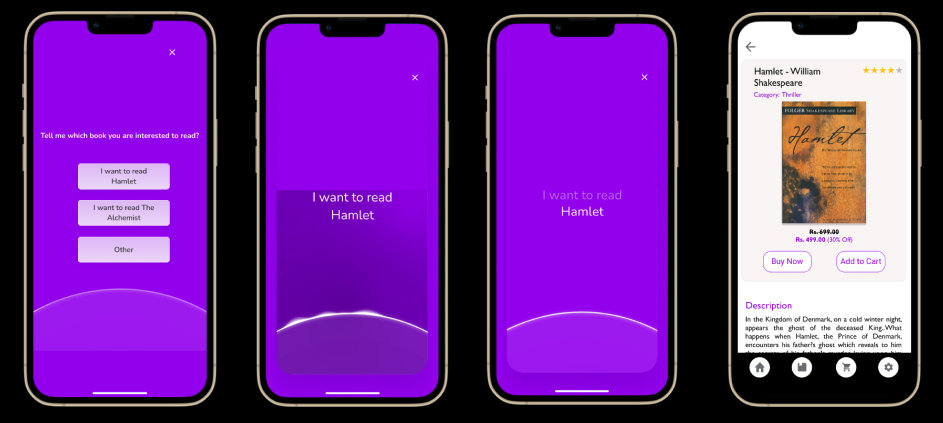 Tell me which book you are interested to read?
I want to read
Hamlet
I want to read The
Alchemist
Other
I want to read
Hamlet
I want to read
Hamlet
Hamlet - William
Shakespeare
Category: Thriller
FOLGER SHAKESPEARE LIBRARY
Hamlet
Rs. 699.00
Rs. 499.00 (30% Off)
Buy Now
Add to Cart
Description
In the Kingdom of Denmark, on a cold winter night,
appears the ghost of the deceased King..What
happens when Hamlet, the Prince of Denmark,
encounters his father's ghost which reveals to him